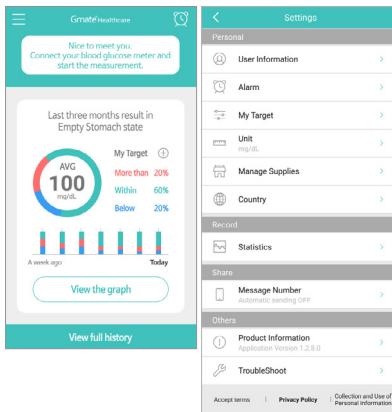 Gmate Healthcare
Nice to meet you.
Connect your blood glucose meter and
start the measurement.
Last three months result in
Empty Stomach state
AVG
100
mg/dL
My Target
More than 20%
Within 60%
Below 20%
A week ago Today
View the graph
View full history
Settings
Personal
User Information
Alarm
My Target
Unit
mg/dL
Manage Supplies
Country
Record
Statistics
Share
Message Number
Automatic sending OFF
Others
Product Information
Application Version 1.2.8.0
TroubleShoot
Accept terms | Privacy Policy | Collection and Use of
Personal Information